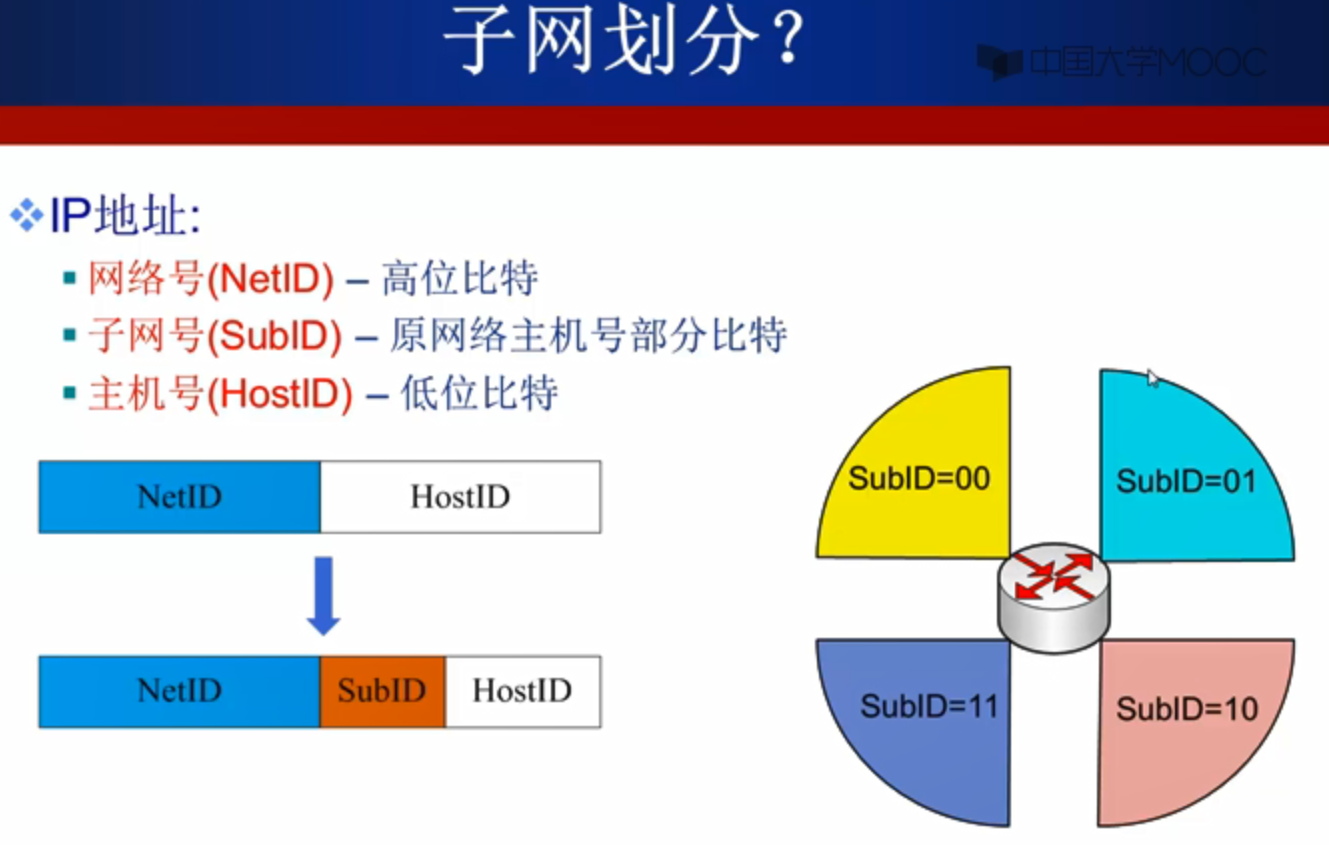 子网划分？
中国大学MOOC
IP地址:
网络号(NetID) – 高位比特
子网号(SubID) – 原网络主机号部分比特
主机号(HostID) – 低位比特
NetID HostID
NetID SubID HostID
SubID=00 SubID=01
SubID=11 SubID=10